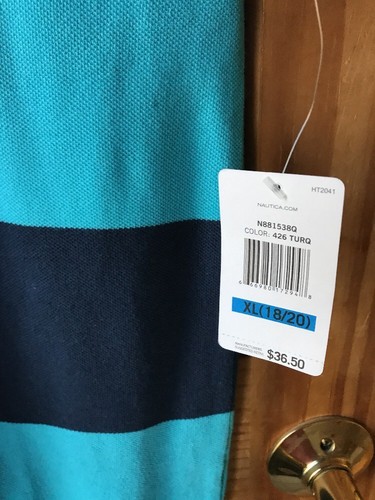 HT2041
NAUTICA.COM
N881538Q
COLOR: 426 TURQ
XL(18/20)
$36.50